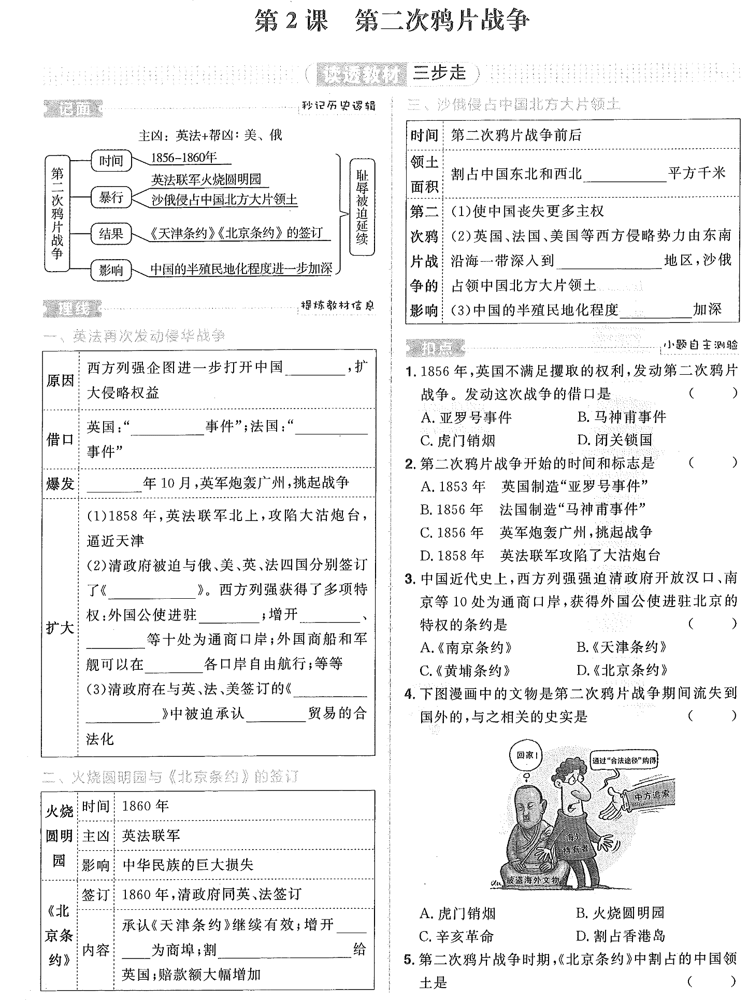 第2课 第二次鸦片战争
读透教材 三步走
记面 秒记历史逻辑
主凶：英法+帮凶：美、俄
第二次鸦片战争
时间 1856-1860年
暴行 英法联军火烧圆明园
沙俄侵占中国北方大片领土
结果 《天津条约》《北京条约》的签订
影响 中国的半殖民地化程度进一步加深
耻辱被迫延续
理线 提炼教材信息
一、英法再次发动侵华战争
原因 西方列强企图进一步打开中国________,扩
大侵略权益
借口 英国:“________事件”;法国:“________
事件”
爆发 ________年10月,英军炮轰广州,挑起战争
扩大
(1)1858年,英法联军北上,攻陷大沽炮台,
逼近天津
(2)清政府被迫与俄、美、英、法四国分别签订
了《________》。西方列强获得了多项特
权:外国公使进驻________;增开________、
________等十处为通商口岸;外国商船和军
舰可以在________各口岸自由航行;等等
(3)清政府在与英、法、美签订的《________
________》中被迫承认________贸易的合
法化
二、火烧圆明园与《北京条约》的签订
火烧圆明园
时间 1860年
主凶 英法联军
影响 中华民族的巨大损失
《北京条约》
签订 1860年,清政府同英、法签订
内容
承认《天津条约》继续有效;增开____
____为商埠;割________给
英国;赔款额大幅增加
三、沙俄侵占中国北方大片领土
时间 第二次鸦片战争前后
领土面积 割占中国东北和西北________平方千米
第二次鸦片战争的影响
(1)使中国丧失更多主权
(2)英国、法国、美国等西方侵略势力由东南
沿海一带深入到________地区,沙俄
占领中国北方大片领土
(3)中国的半殖民地化程度________加深
扣点 小题自主测验
1. 1856年,英国不满足攫取的权利,发动第二次鸦片
战争。发动这次战争的借口是 ( )
A. 亚罗号事件 B. 马神甫事件
C. 虎门销烟 D. 闭关锁国
2. 第二次鸦片战争开始的时间和标志是 ( )
A. 1853年 英国制造“亚罗号事件”
B. 1856年 法国制造“马神甫事件”
C. 1856年 英军炮轰广州,挑起战争
D. 1858年 英法联军攻陷了大沽炮台
3. 中国近代史上,西方列强强迫清政府开放汉口、南
京等10处为通商口岸,获得外国公使进驻北京的
特权的条约是 ( )
A.《南京条约》 B.《天津条约》
C.《黄埔条约》 D.《北京条约》
4. 下图漫画中的文物是第二次鸦片战争期间流失到
国外的,与之相关的史实是 ( )
回家！
通过“合法途径”购得
中方追索
海外
持有者
被盗海外文物
A. 虎门销烟 B. 火烧圆明园
C. 辛亥革命 D. 割占香港岛
5. 第二次鸦片战争时期,《北京条约》中割占的中国领
土是 ( )